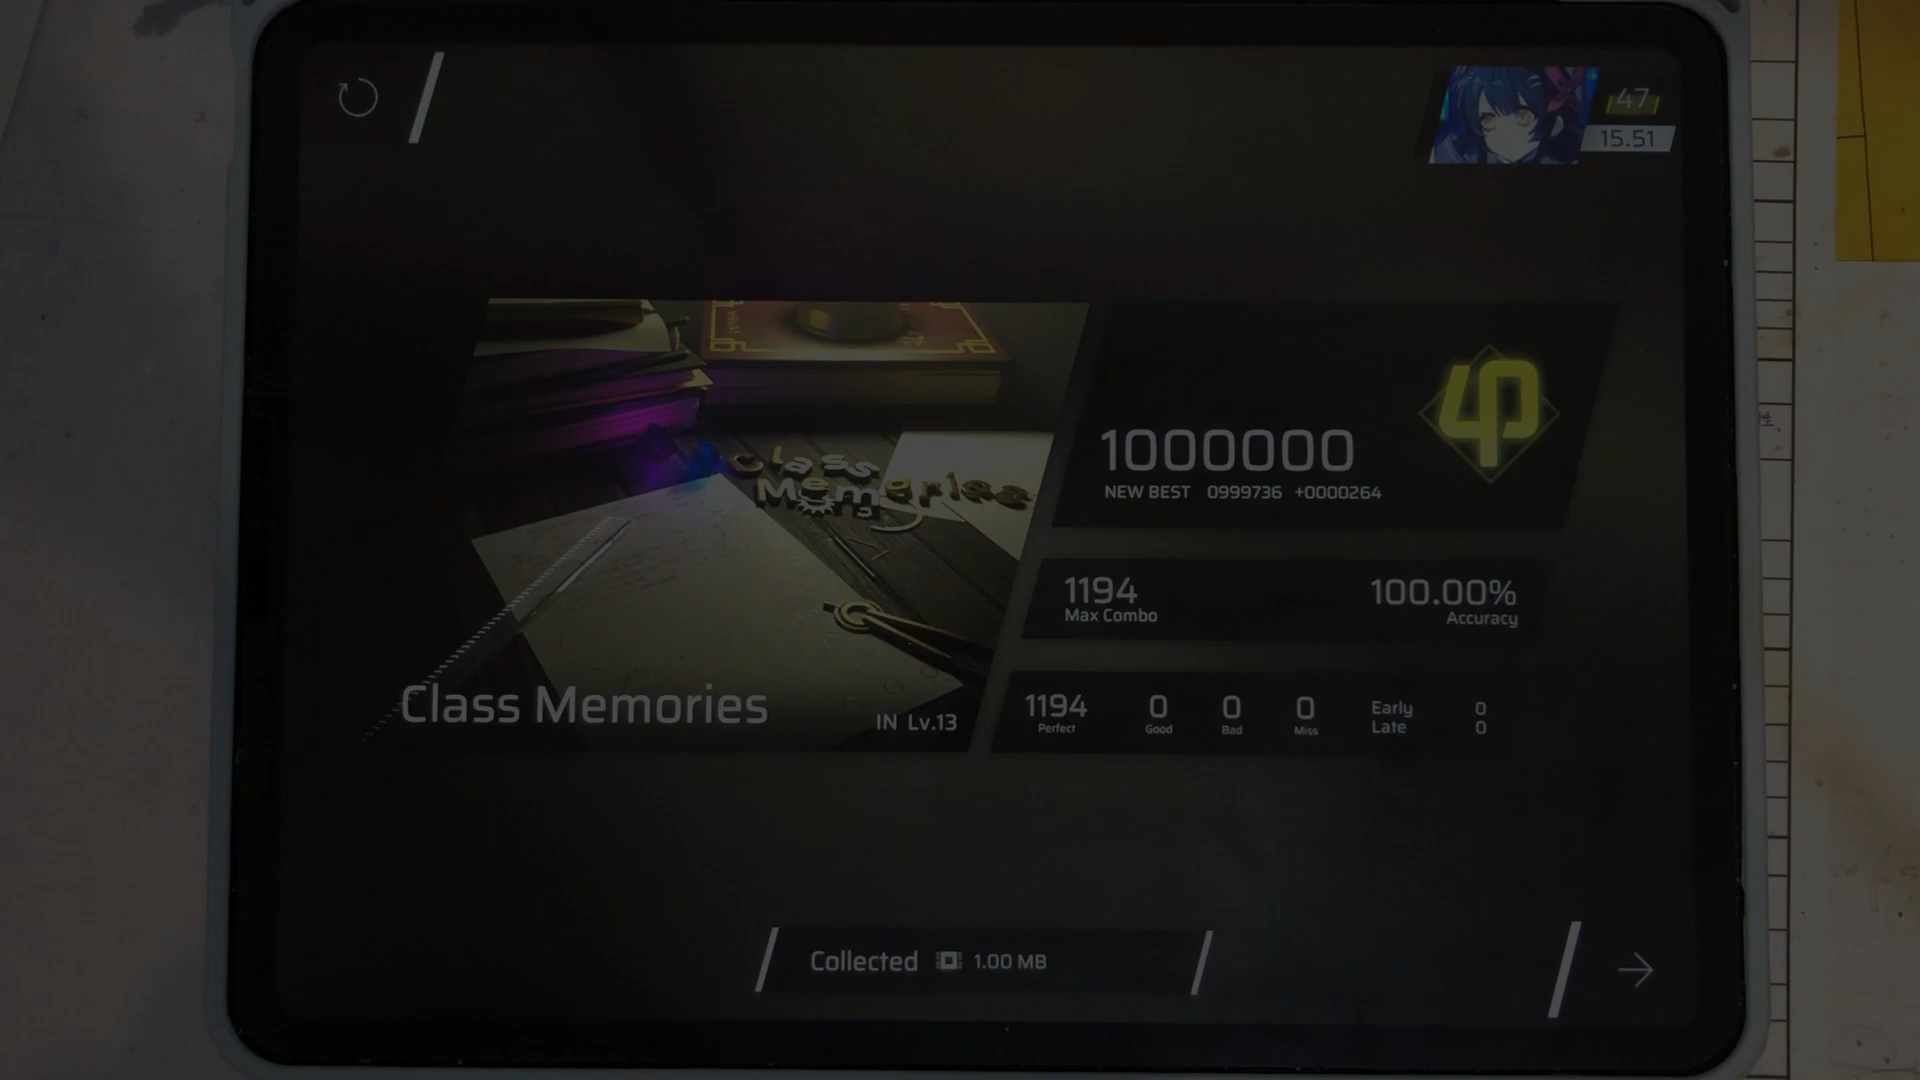 47
15.51
Class
Memories
1000000
NEW BEST 0999736 +0000264
1194
Max Combo
100.00%
Accuracy
Class Memories
IN Lv.13
1194
Perfect
0
Good
0
Bad
0
Miss
Early 0
Late 0
Collected 1.00 MB